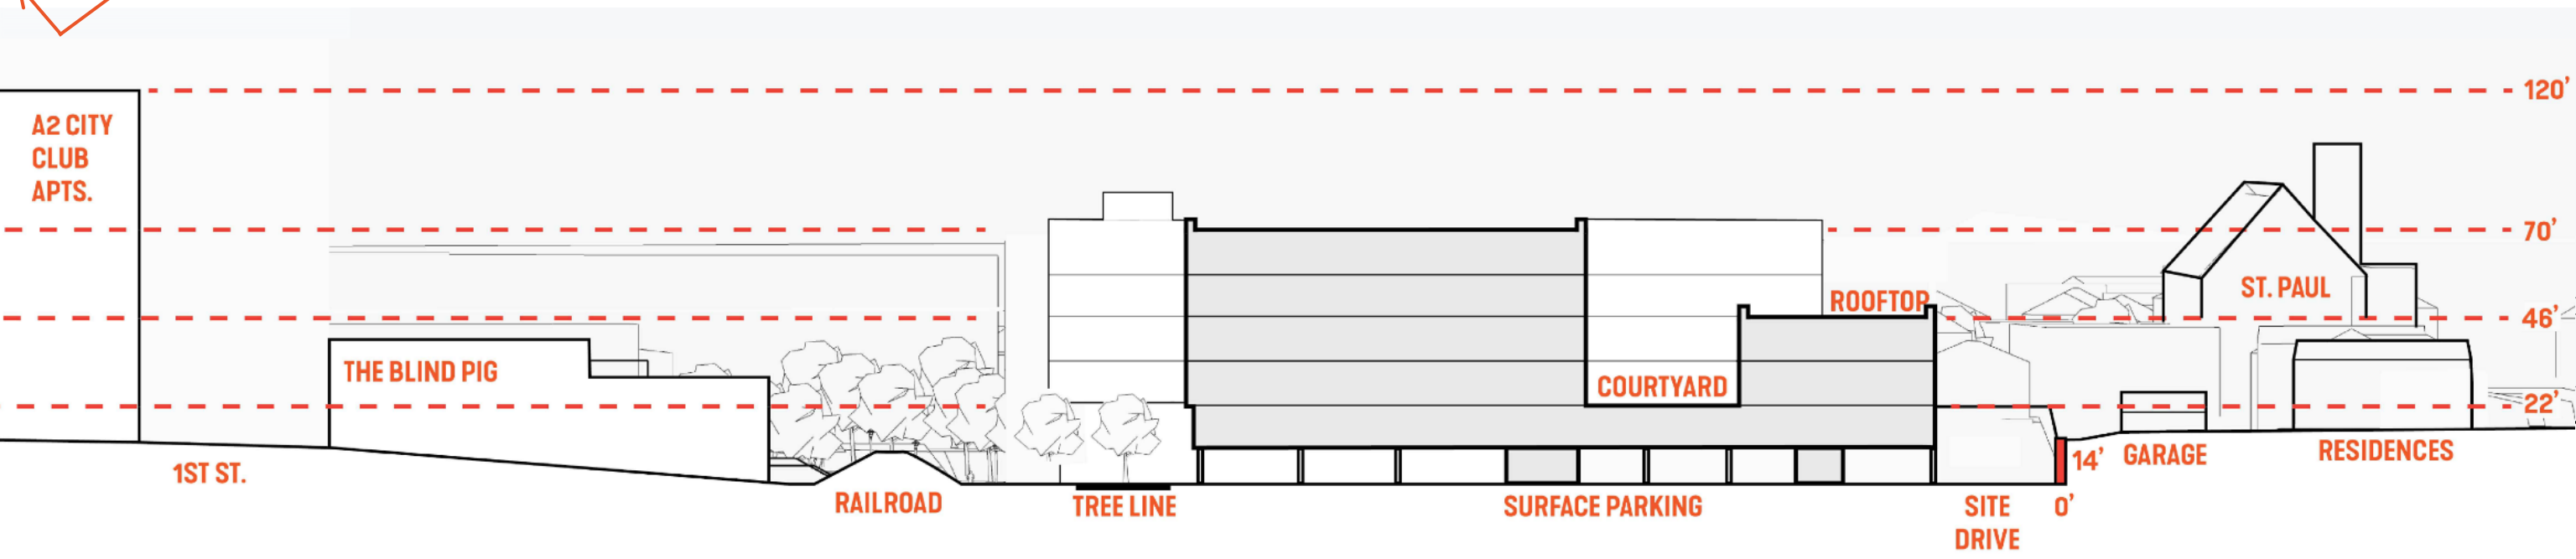 120'
A2 CITY
CLUB
APTS.
70'
ST. PAUL
ROOFTOP
46'
THE BLIND PIG
COURTYARD
22'
1ST ST.
14'
GARAGE
RESIDENCES
RAILROAD
TREE LINE
SURFACE PARKING
SITE
DRIVE
0'